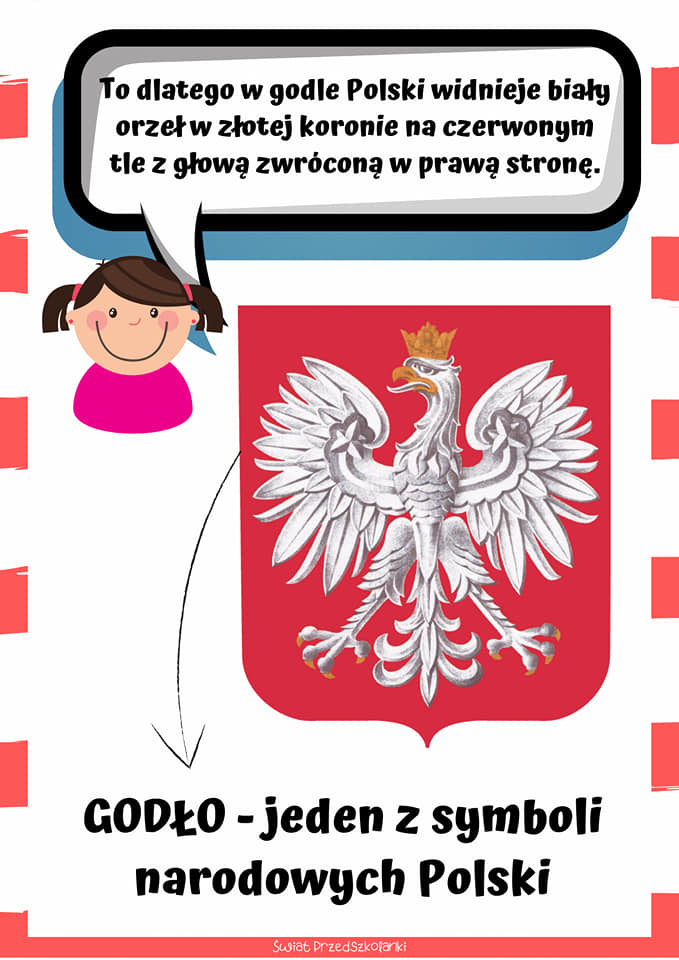 To dlatego w godle Polski widnieje biały
orzeł w złotej koronie na czerwonym
tle z głową zwróconą w prawą stronę.
GODŁO - jeden z symboli
narodowych Polski
Świat Przedszkolanki